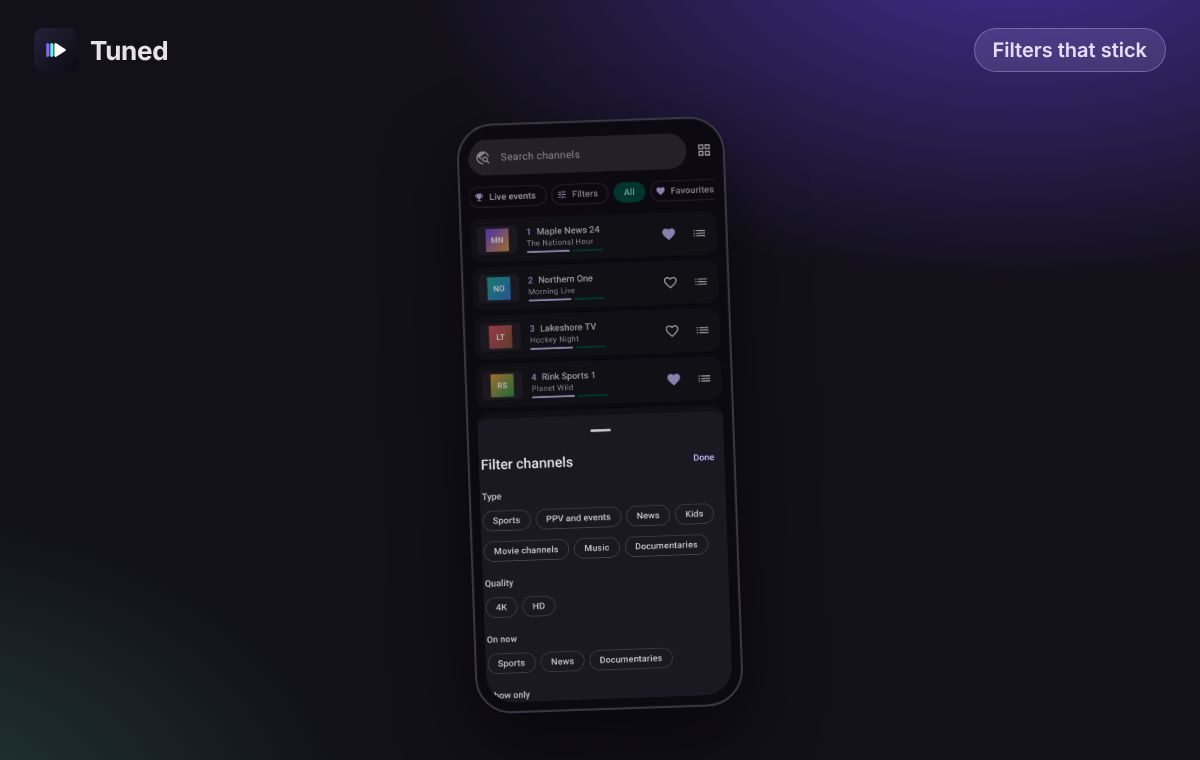 Tuned
Filters that stick
Search channels
Live events
Filters
All
Favourites
MN
1 Maple News 24
The National Hour
NO
2 Northern One
Morning Live
LT
3 Lakeshore TV
Hockey Night
RS
4 Rink Sports 1
Planet Wild
Filter channels
Done
Type
Sports
PPV and events
News
Kids
Movie channels
Music
Documentaries
Quality
4K
HD
On now
Sports
News
Documentaries
how only